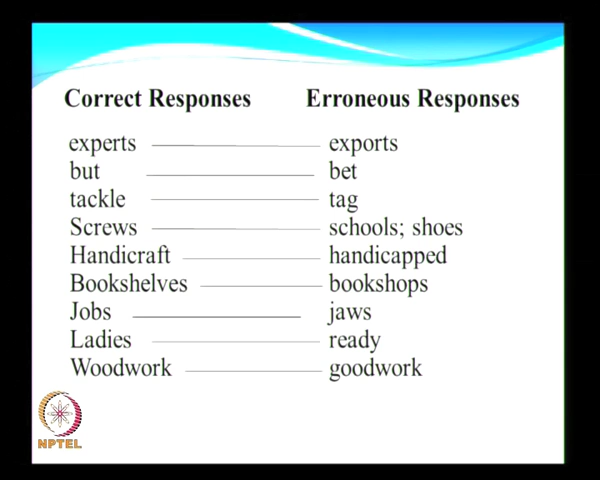 Correct Responses Erroneous Responses
experts exports
but bet
tackle tag
Screws schools; shoes
Handicraft handicapped
Bookshelves bookshops
Jobs jaws
Ladies ready
Woodwork goodwork
NPTEL